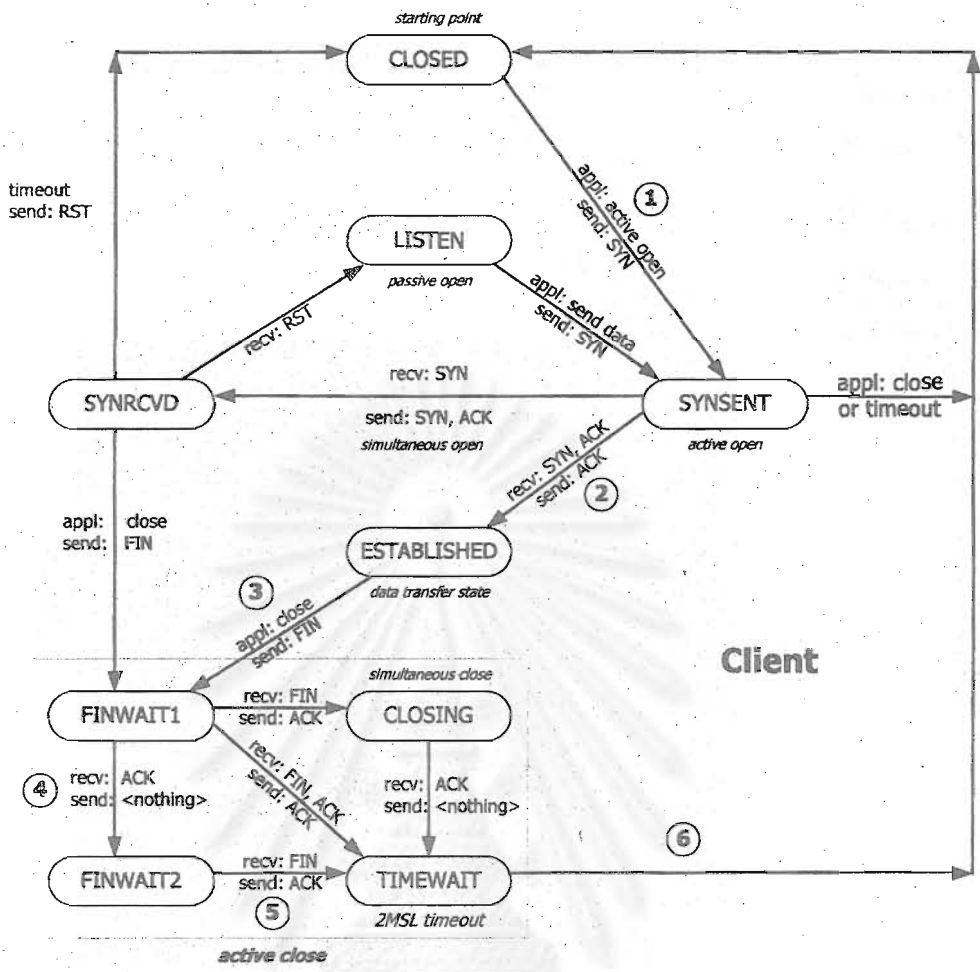 starting point
CLOSED
timeout
send: RST
appl: active open
send: SYN
1
LISTEN
passive open
appl: send data
send: SYN
recv: RST
recv: SYN
SYNRCVD
SYNSENT
appl: close
or timeout
send: SYN, ACK
simultaneous open
active open
recv: SYN, ACK
send: ACK
2
appl: close
send: FIN
ESTABLISHED
data transfer state
3
appl: close
send: FIN
Client
simultaneous close
FINWAIT1
recv: FIN
send: ACK
CLOSING
4
recv: ACK
send: <nothing>
recv: FIN, ACK
send: ACK
recv: ACK
send: <nothing>
6
FINWAIT2
recv: FIN
send: ACK
TIMEWAIT
5
2MSL timeout
active close